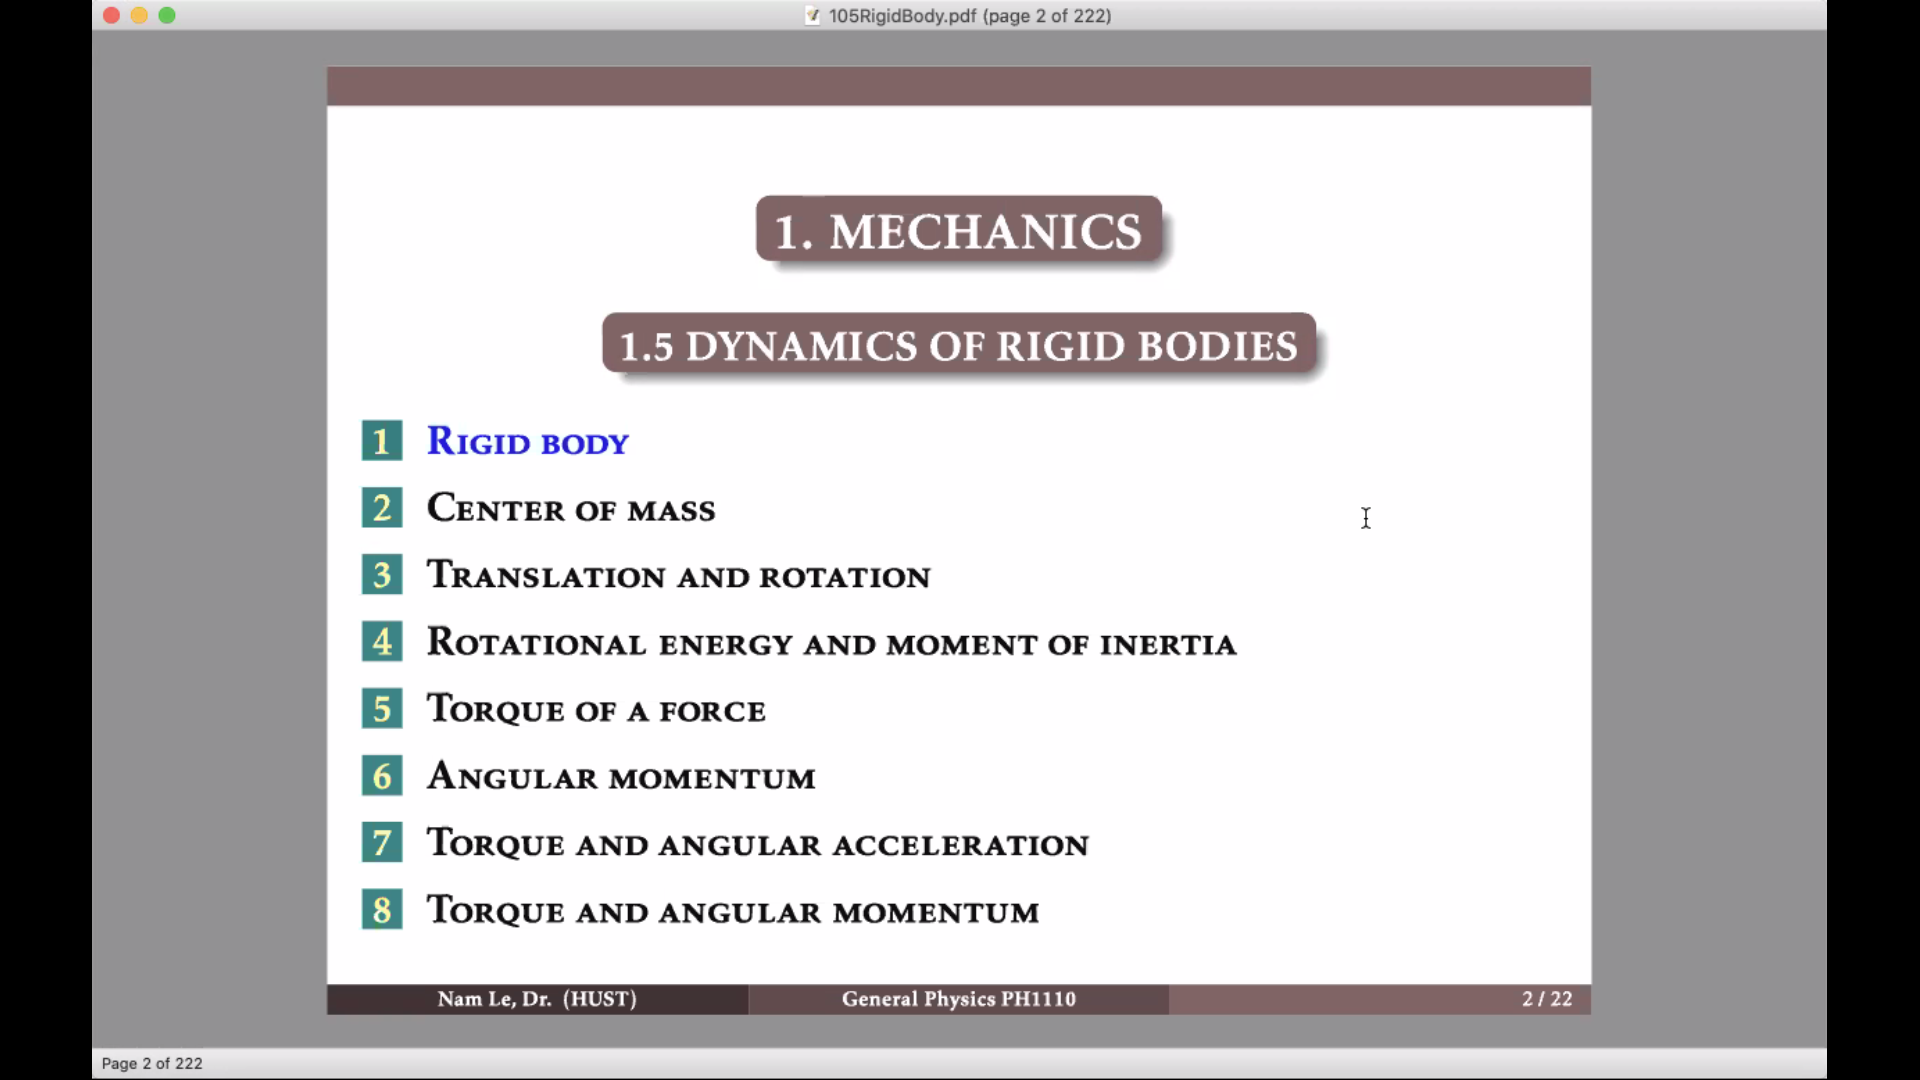 105RigidBody.pdf (page 2 of 222)
1. MECHANICS
1.5 DYNAMICS OF RIGID BODIES
1 RIGID BODY
2 CENTER OF MASS
3 TRANSLATION AND ROTATION
4 ROTATIONAL ENERGY AND MOMENT OF INERTIA
5 TORQUE OF A FORCE
6 ANGULAR MOMENTUM
7 TORQUE AND ANGULAR ACCELERATION
8 TORQUE AND ANGULAR MOMENTUM
Nam Le, Dr. (HUST) General Physics PH1110 2 / 22
Page 2 of 222